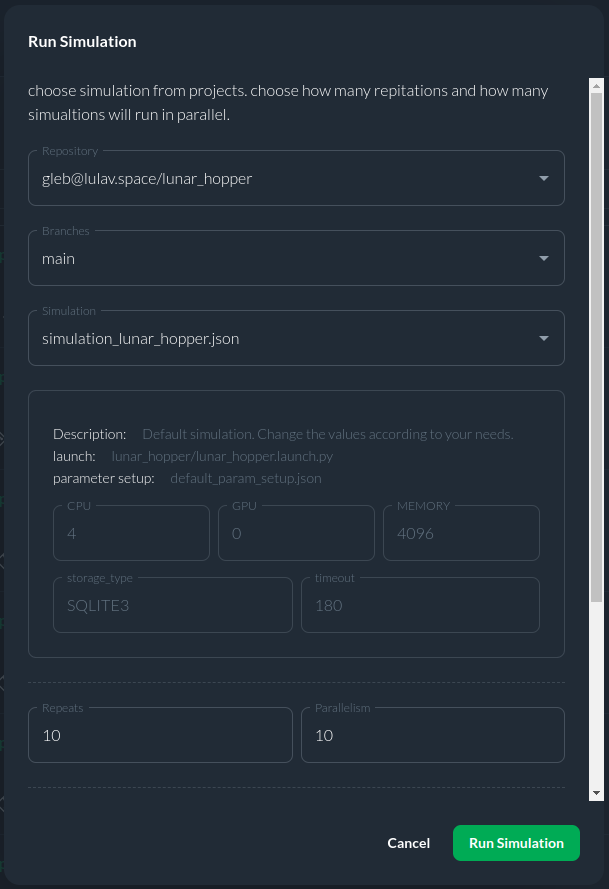 Run Simulation
choose simulation from projects. choose how many repitations and how many
simualtions will run in parallel.
Repository
gleb@lulav.space/lunar_hopper
Branches
main
Simulation
simulation_lunar_hopper.json
Description: Default simulation. Change the values according to your needs.
launch: lunar_hopper/lunar_hopper.launch.py
parameter setup: default_param_setup.json
CPU GPU MEMORY
4 0 4096
storage_type timeout
SQLITE3 180
Repeats Parallelism
10 10
Cancel Run Simulation